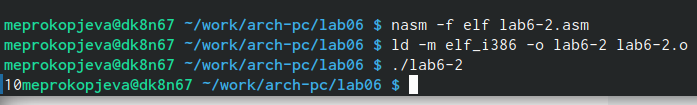 meprokopjeva@dk8n67 ~/work/arch-pc/lab06 $ nasm -f elf lab6-2.asm
meprokopjeva@dk8n67 ~/work/arch-pc/lab06 $ ld -m elf_i386 -o lab6-2 lab6-2.o
meprokopjeva@dk8n67 ~/work/arch-pc/lab06 $ ./lab6-2
10meprokopjeva@dk8n67 ~/work/arch-pc/lab06 $